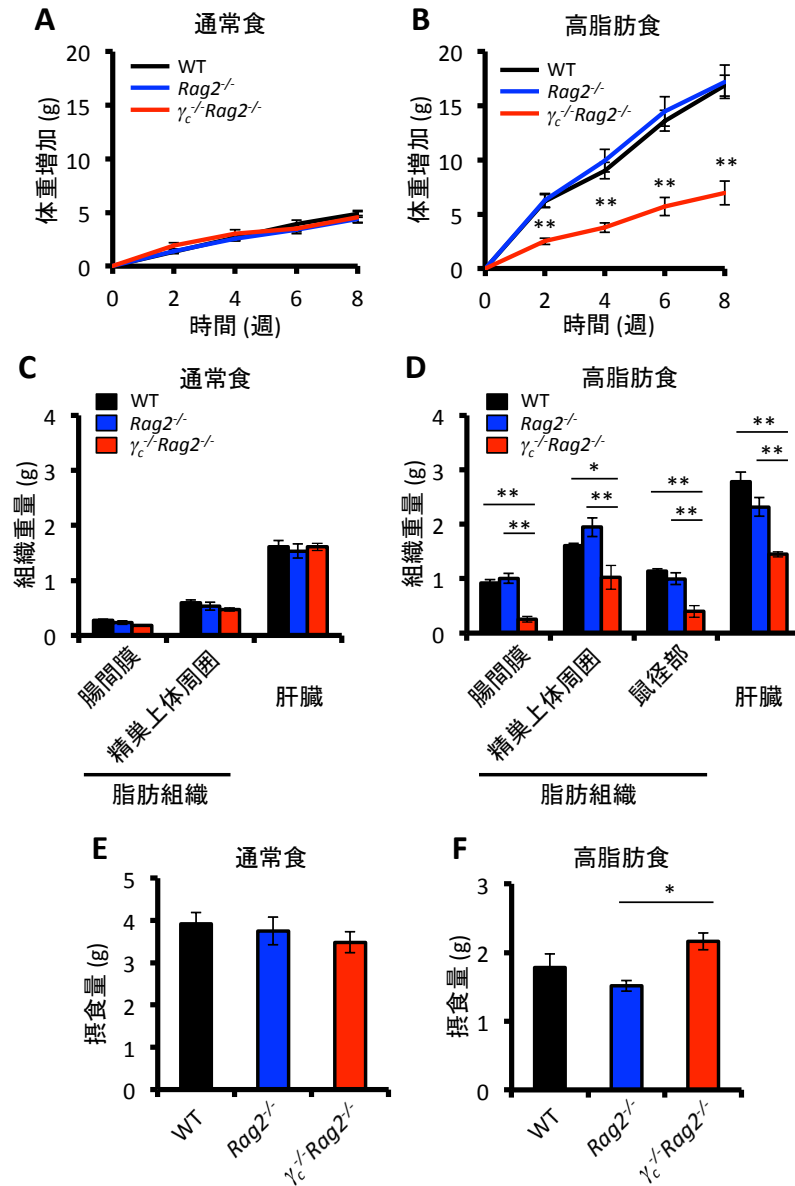 A
通常食
20
15
10
5
0
体重増加 (g)
WT
Rag2-/-
γc-/-Rag2-/-
0 2 4 6 8
時間 (週)
B
高脂肪食
20
15
10
5
0
体重増加 (g)
WT
Rag2-/-
γc-/-Rag2-/-
** ** ** **
0 2 4 6 8
時間 (週)
C
通常食
4
3
2
1
0
組織重量 (g)
WT
Rag2-/-
γc-/-Rag2-/-
腸間膜
精巣上体周囲
肝臓
脂肪組織
D
高脂肪食
4
3
2
1
0
組織重量 (g)
WT
Rag2-/-
γc-/-Rag2-/-
** * ** **
** ** ** **
腸間膜
精巣上体周囲
鼠径部
肝臓
脂肪組織
E
通常食
5
4
3
2
1
0
摂食量 (g)
WT
Rag2-/-
γc-/-Rag2-/-
F
高脂肪食
3
2
1
0
摂食量 (g)
*
WT
Rag2-/-
γc-/-Rag2-/-